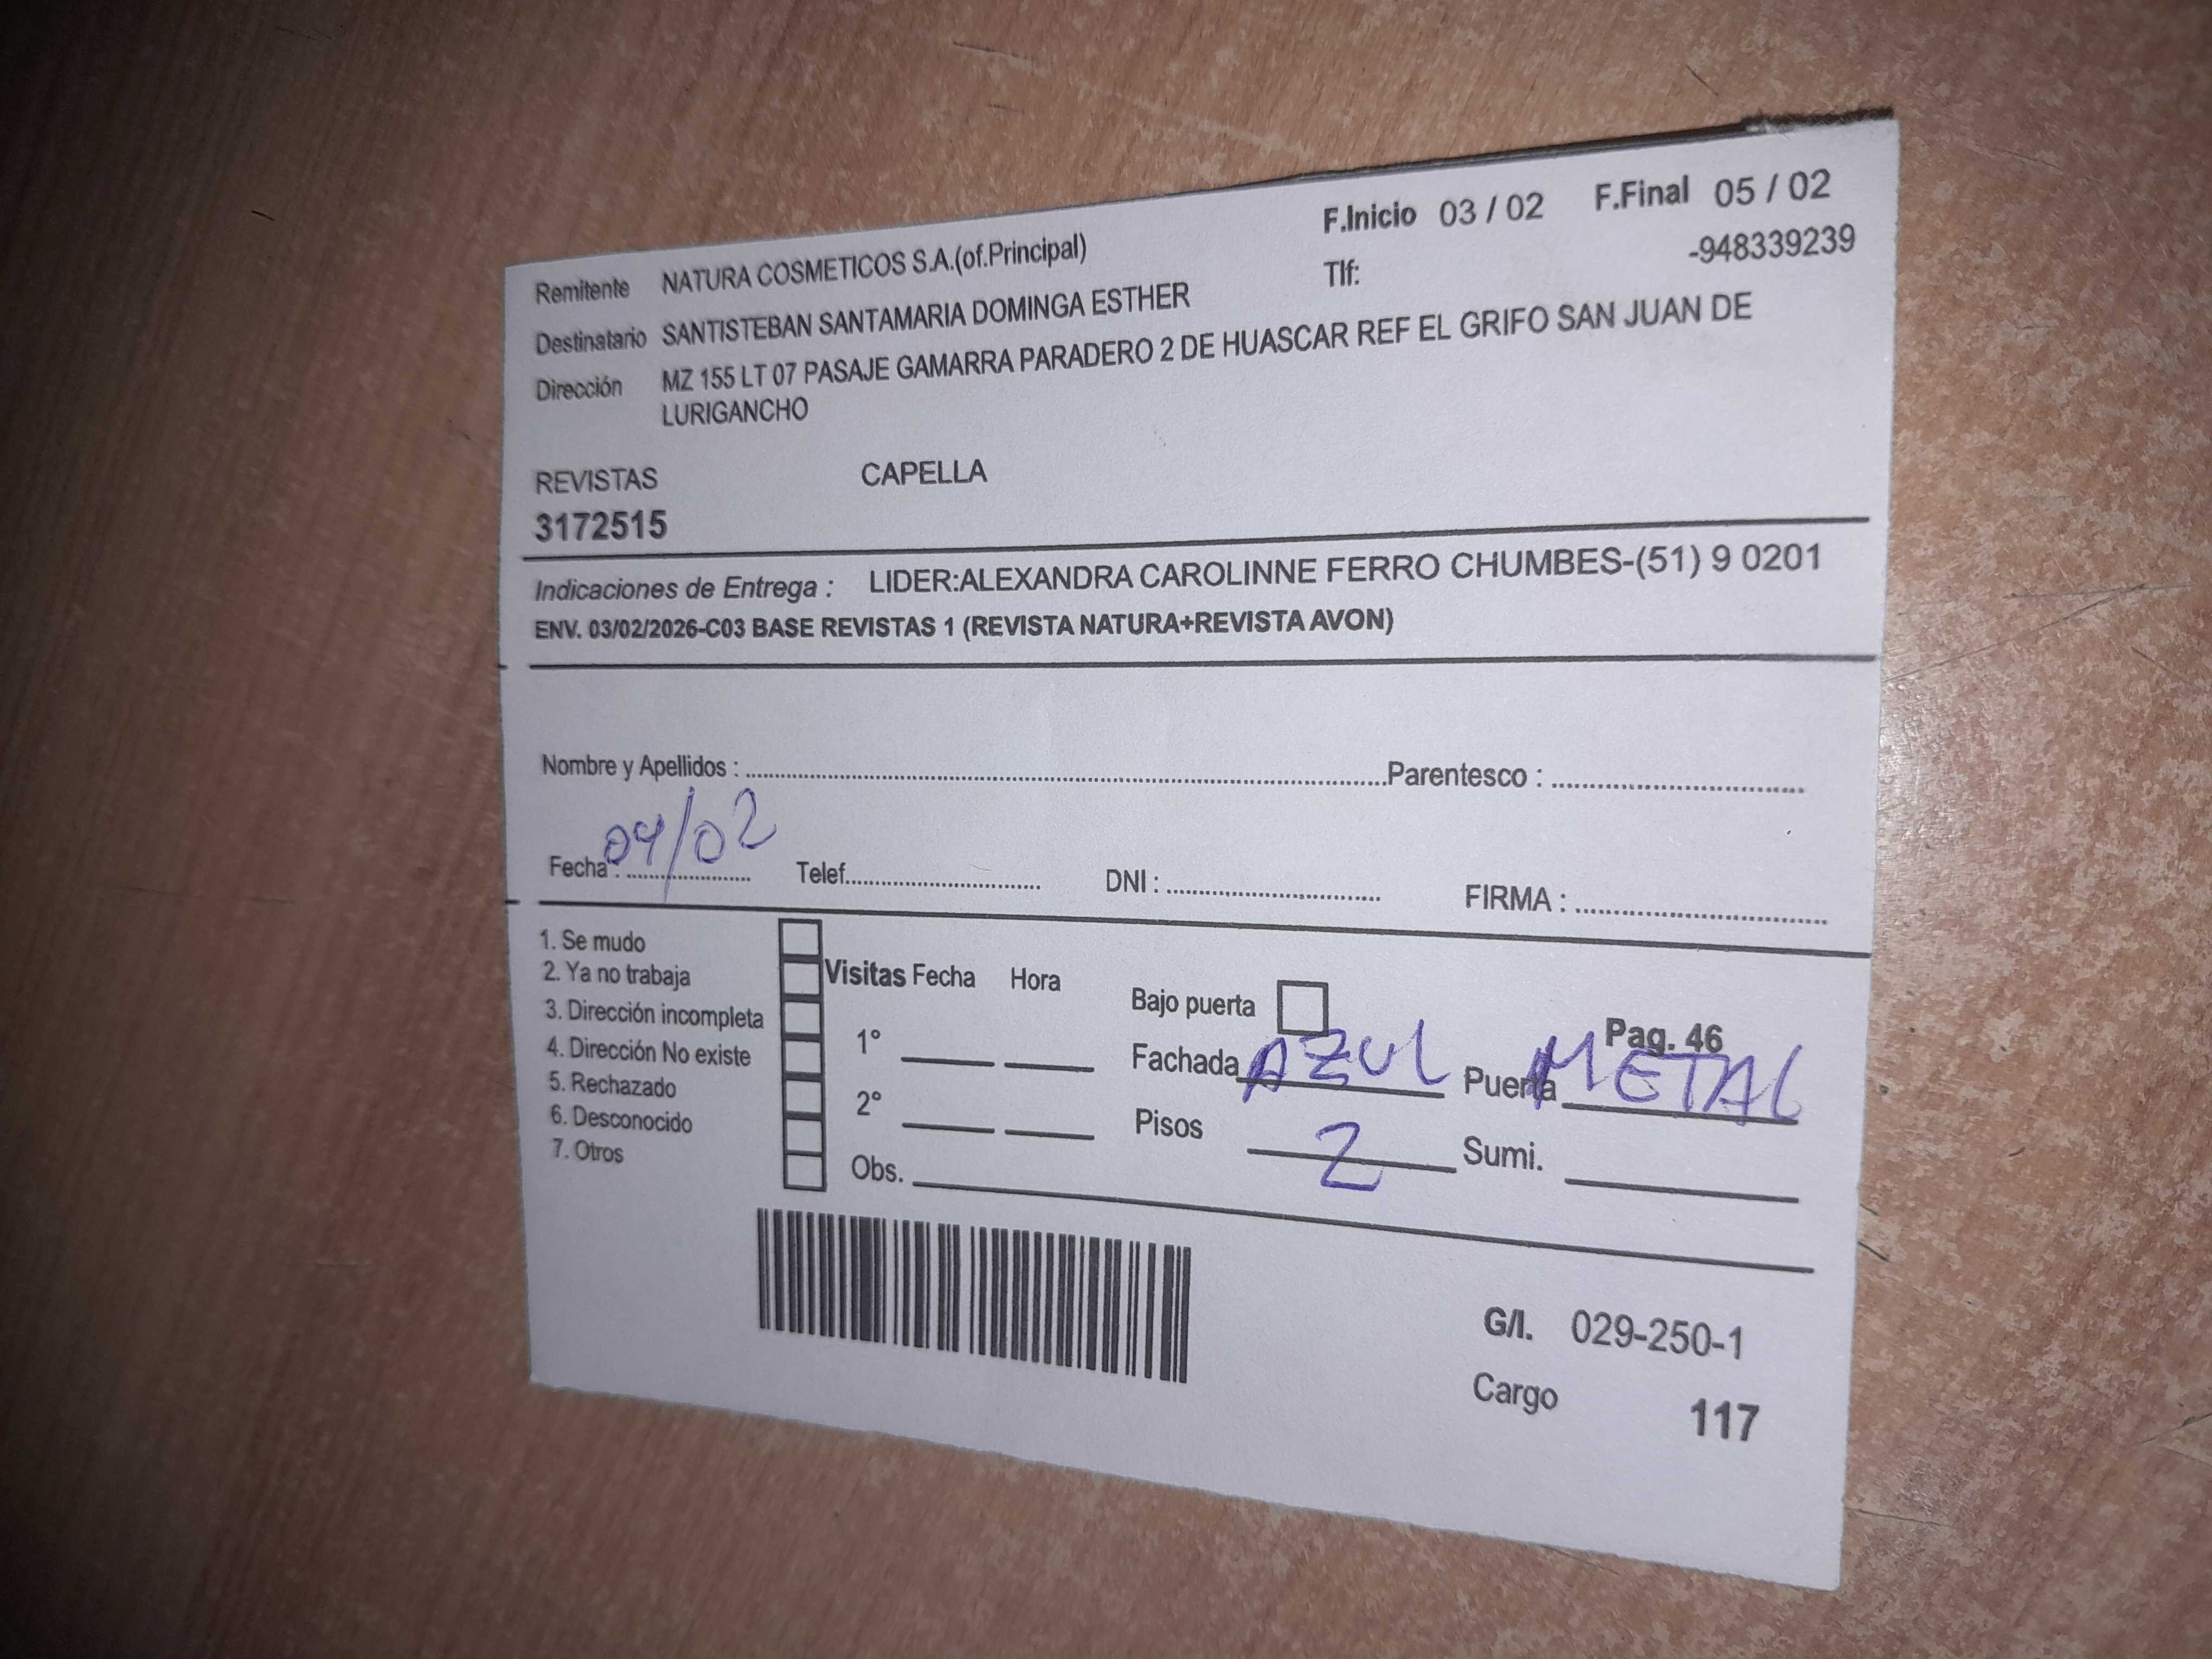 F.Inicio 03 / 02 F.Final 05 / 02
Remitente NATURA COSMETICOS S.A.(of.Principal) Tlf: -948339239
Destinatario SANTISTEBAN SANTAMARIA DOMINGA ESTHER
Dirección MZ 155 LT 07 PASAJE GAMARRA PARADERO 2 DE HUASCAR REF EL GRIFO SAN JUAN DE
LURIGANCHO
REVISTAS CAPELLA
3172515
Indicaciones de Entrega : LIDER:ALEXANDRA CAROLINNE FERRO CHUMBES-(51) 9 0201
ENV. 03/02/2026-C03 BASE REVISTAS 1 (REVISTA NATURA+REVISTA AVON)
Nombre y Apellidos : Parentesco :
Fecha : 04/02 Telef. DNI : FIRMA :
1. Se mudo
2. Ya no trabaja Visitas Fecha Hora Bajo puerta Pag. 46
3. Dirección incompleta 1° Fachada AZUL Puerta METAL
4. Dirección No existe
5. Rechazado 2° Pisos 2 Sumi.
6. Desconocido
7. Otros Obs.
G/I. 029-250-1
Cargo 117